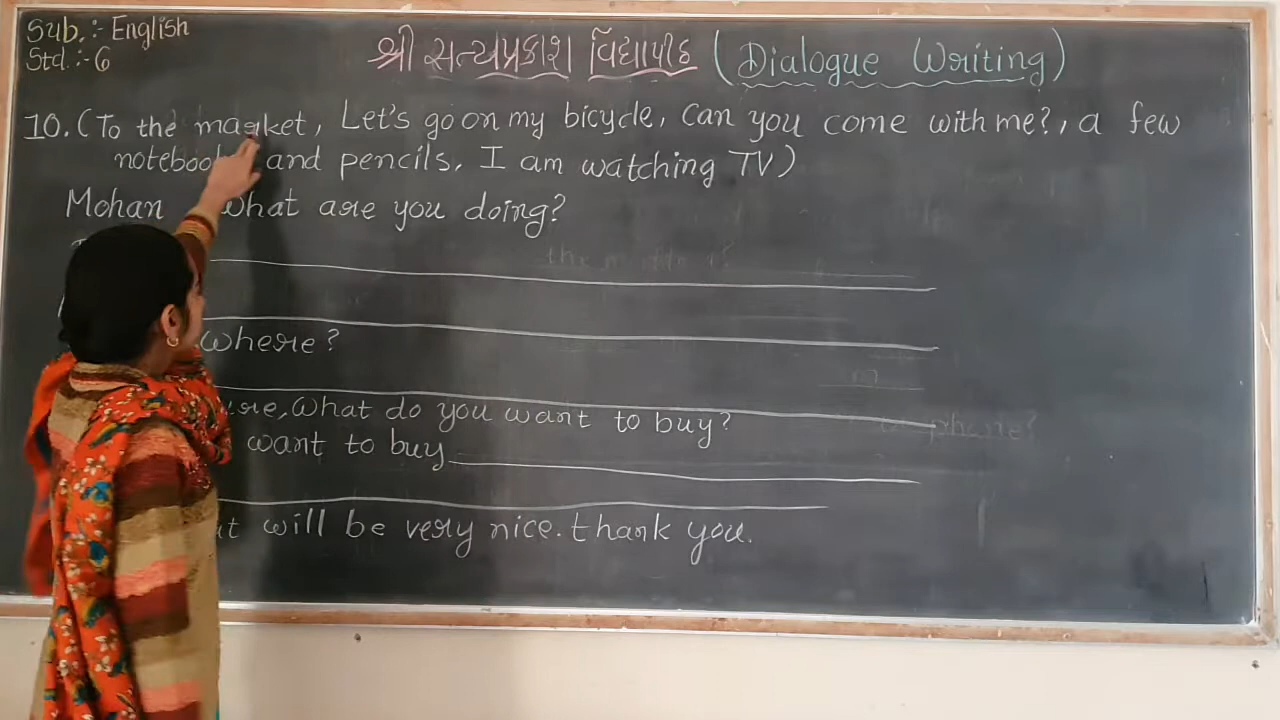 Sub. :- English
Std. :- 6
શ્રી સત્યપ્રકાશ વિદ્યાપીઠ (Dialogue Writing)
10. (To the market, Let's go on my bicycle, Can you come with me?, a few
and pencils, I am watching TV)
Mohan What are you doing?
where?
What do you want to buy?
want to buy
will be very nice. thank you.